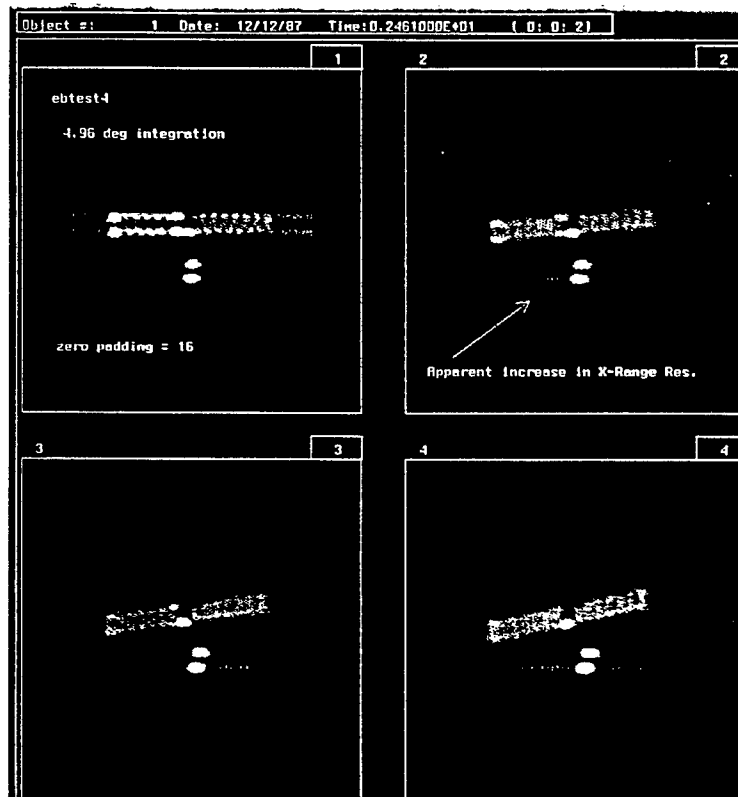 Object #: 1 Date: 12/12/87 Time:0.2461000E+01 ( 0: 0: 2)
1
ebtest4
4.96 deg integration
zero padding = 16
2 2
Apparent increase in X-Range Res.
3 3
4 4